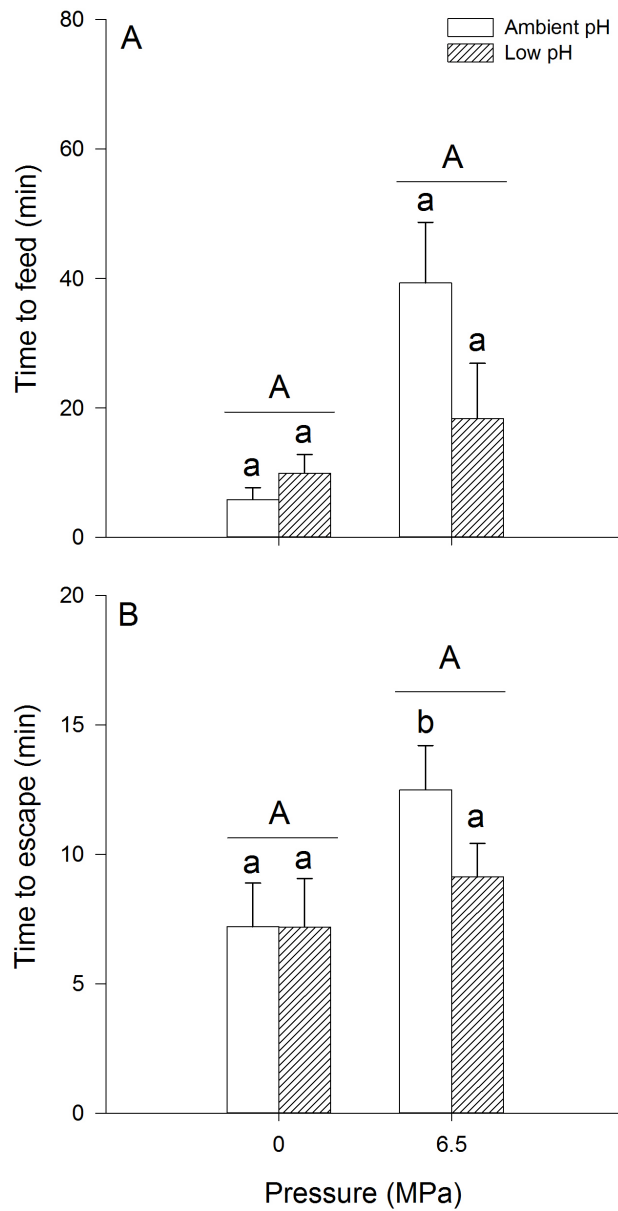 80
A
Ambient pH
Low pH
60
A
a
Time to feed (min)
40
a
20
A
a
a
0
20
B
A
15
b
Time to escape (min)
A
a
10
a
a
5
0
0
6.5
Pressure (MPa)